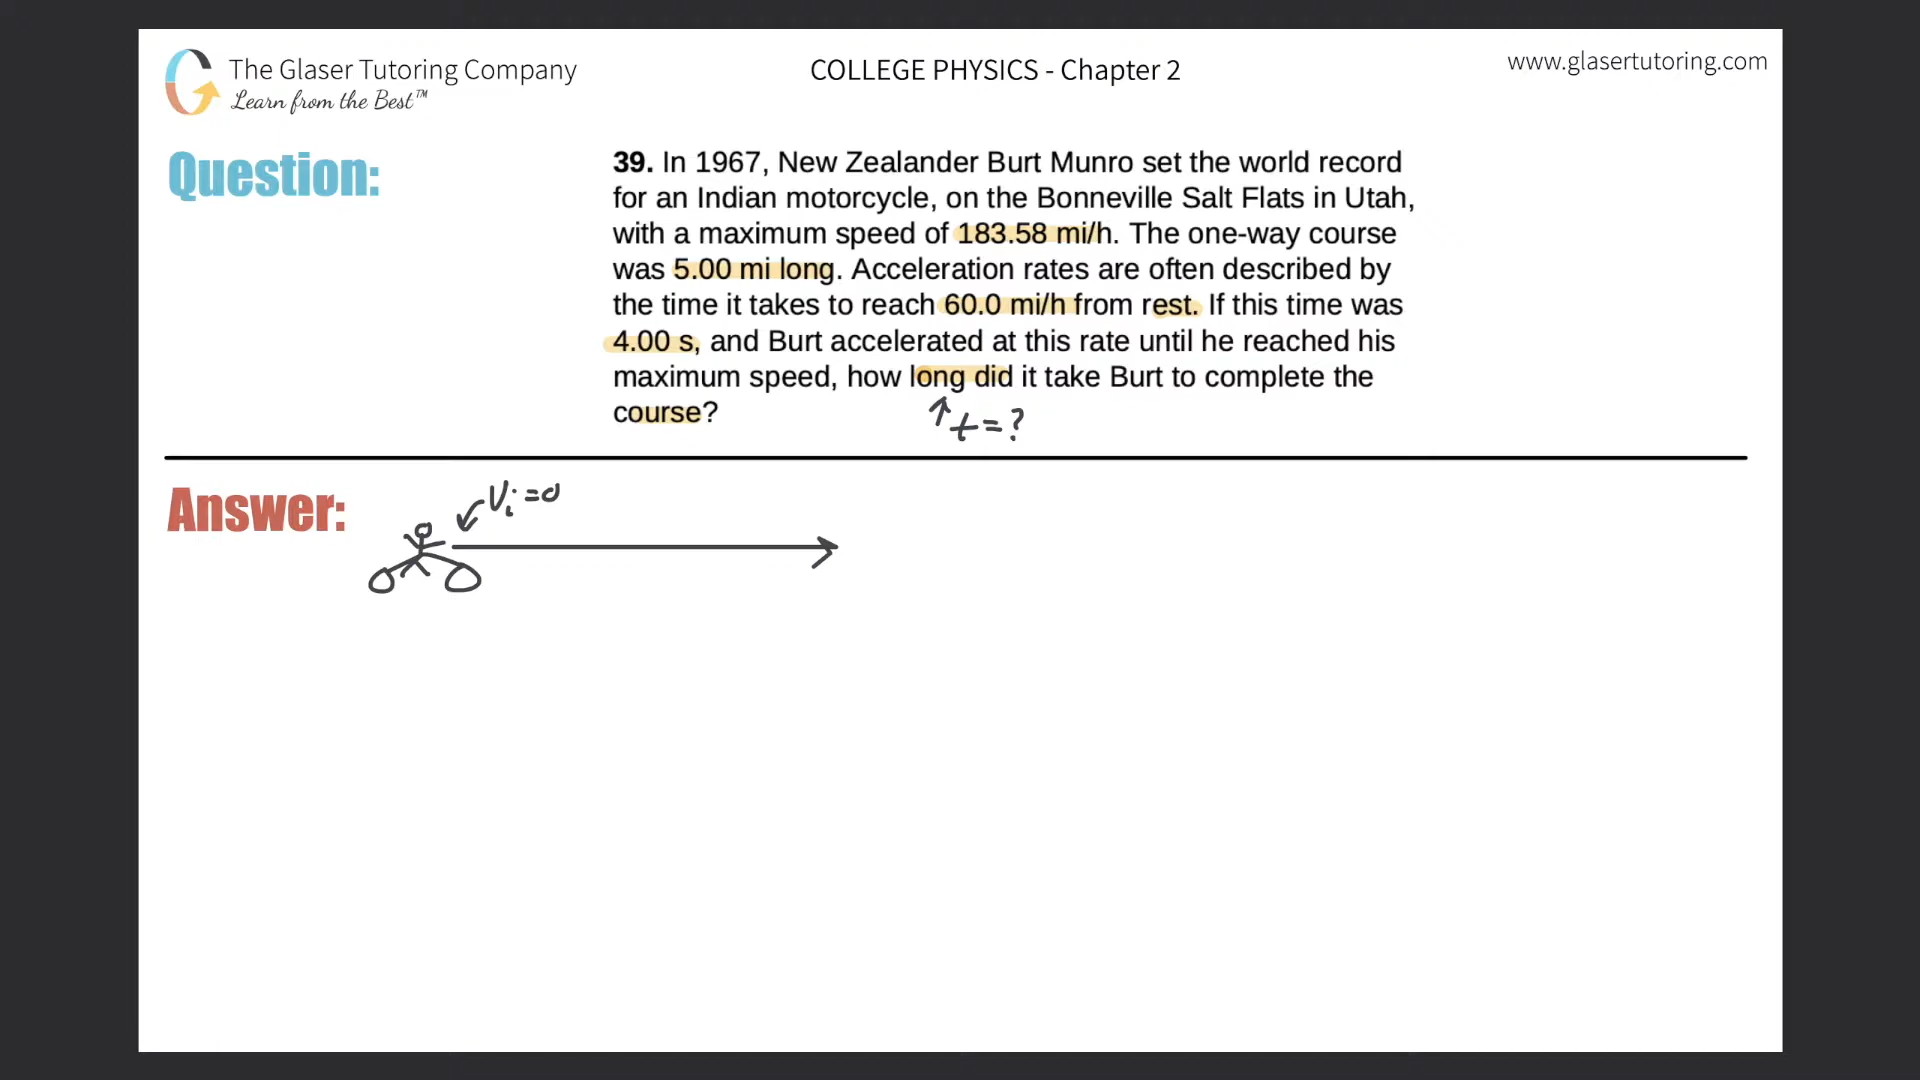 The Glaser Tutoring Company
Learn from the Best™
COLLEGE PHYSICS - Chapter 2
www.glasertutoring.com
Question:
39. In 1967, New Zealander Burt Munro set the world record
for an Indian motorcycle, on the Bonneville Salt Flats in Utah,
with a maximum speed of 183.58 mi/h. The one-way course
was 5.00 mi long. Acceleration rates are often described by
the time it takes to reach 60.0 mi/h from rest. If this time was
4.00 s, and Burt accelerated at this rate until he reached his
maximum speed, how long did it take Burt to complete the
course?
t=?
Answer:
Vi=0